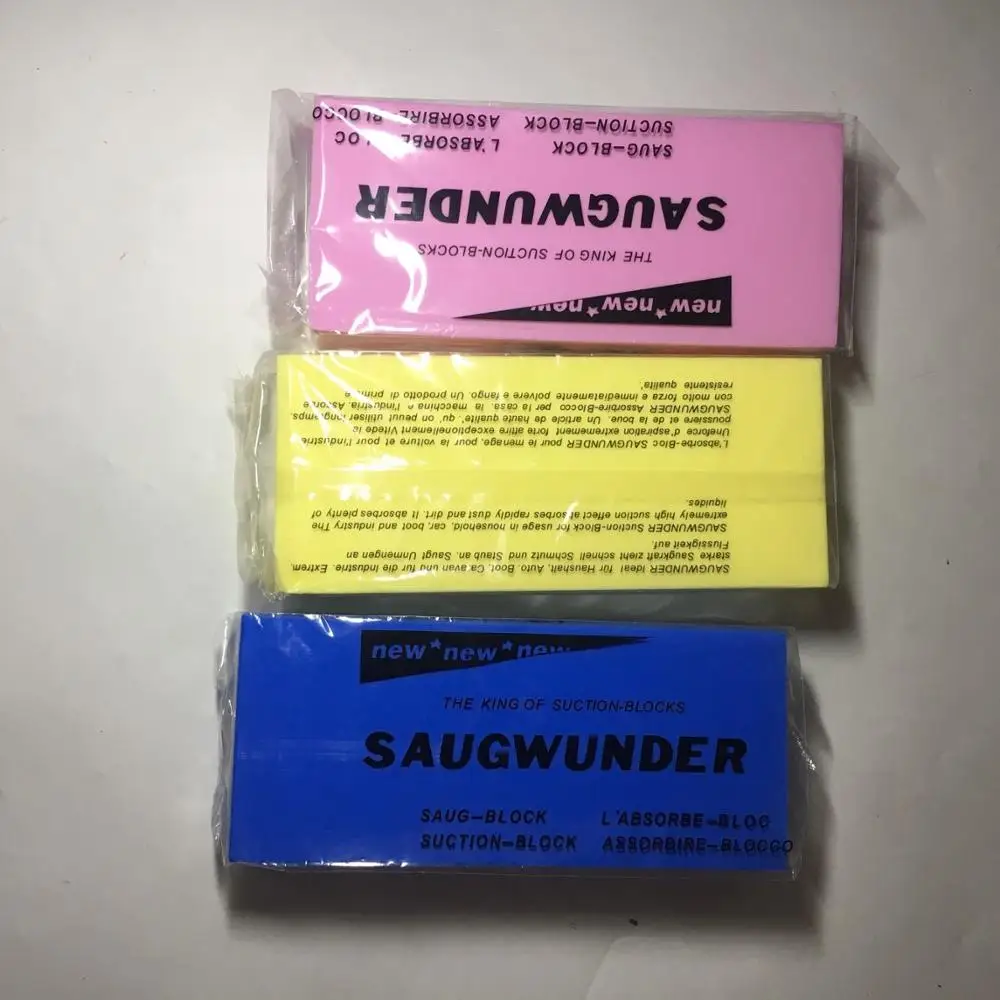 new*new*new
THE KING OF SUCTION-BLOCKS
SAUGWUNDER
SAUG-BLOCK L'ABSORBE-BLOC
SUCTION-BLOCK ASSORBIRE-BLOCCO
SAUGWUNDER Ideal für Haushalt, Auto. Boot, Caravan und fur die Industrie. Extrem,
starke Saugkraft zieht schnell Schmutz und Staub an. Saugt Unmengen an
Flussigkeit auf.
SAUGWUNDER Suction-Block for usage in household, car, boot and industry The
extremely high suction effect absorbes rapidly dust and dirt. It absorbes plenty of
liquides.
L'absorbe-Bloc SAUGWUNDER pour le ménage, pour la voiture et pour l'industrie
Uneforce d'aspiration extremement forte attire exceptionellement Vitede la
poussiere et de la boue. Un article de haute qualite', qu' on peut utiliser longtamps.
SAUGWUNDER Assorbire-Blocco per la casa, la macchina e l'industria. Assorbe
con molto forza e immediatamente polvere e fango. Un prodotto di prima e
resistente qualita'
new*new*new
THE KING OF SUCTION-BLOCKS
SAUGWUNDER
SAUG–BLOCK L'ABSORBE–BLOC
SUCTION–BLOCK ASSORBIRE–BLOCCO